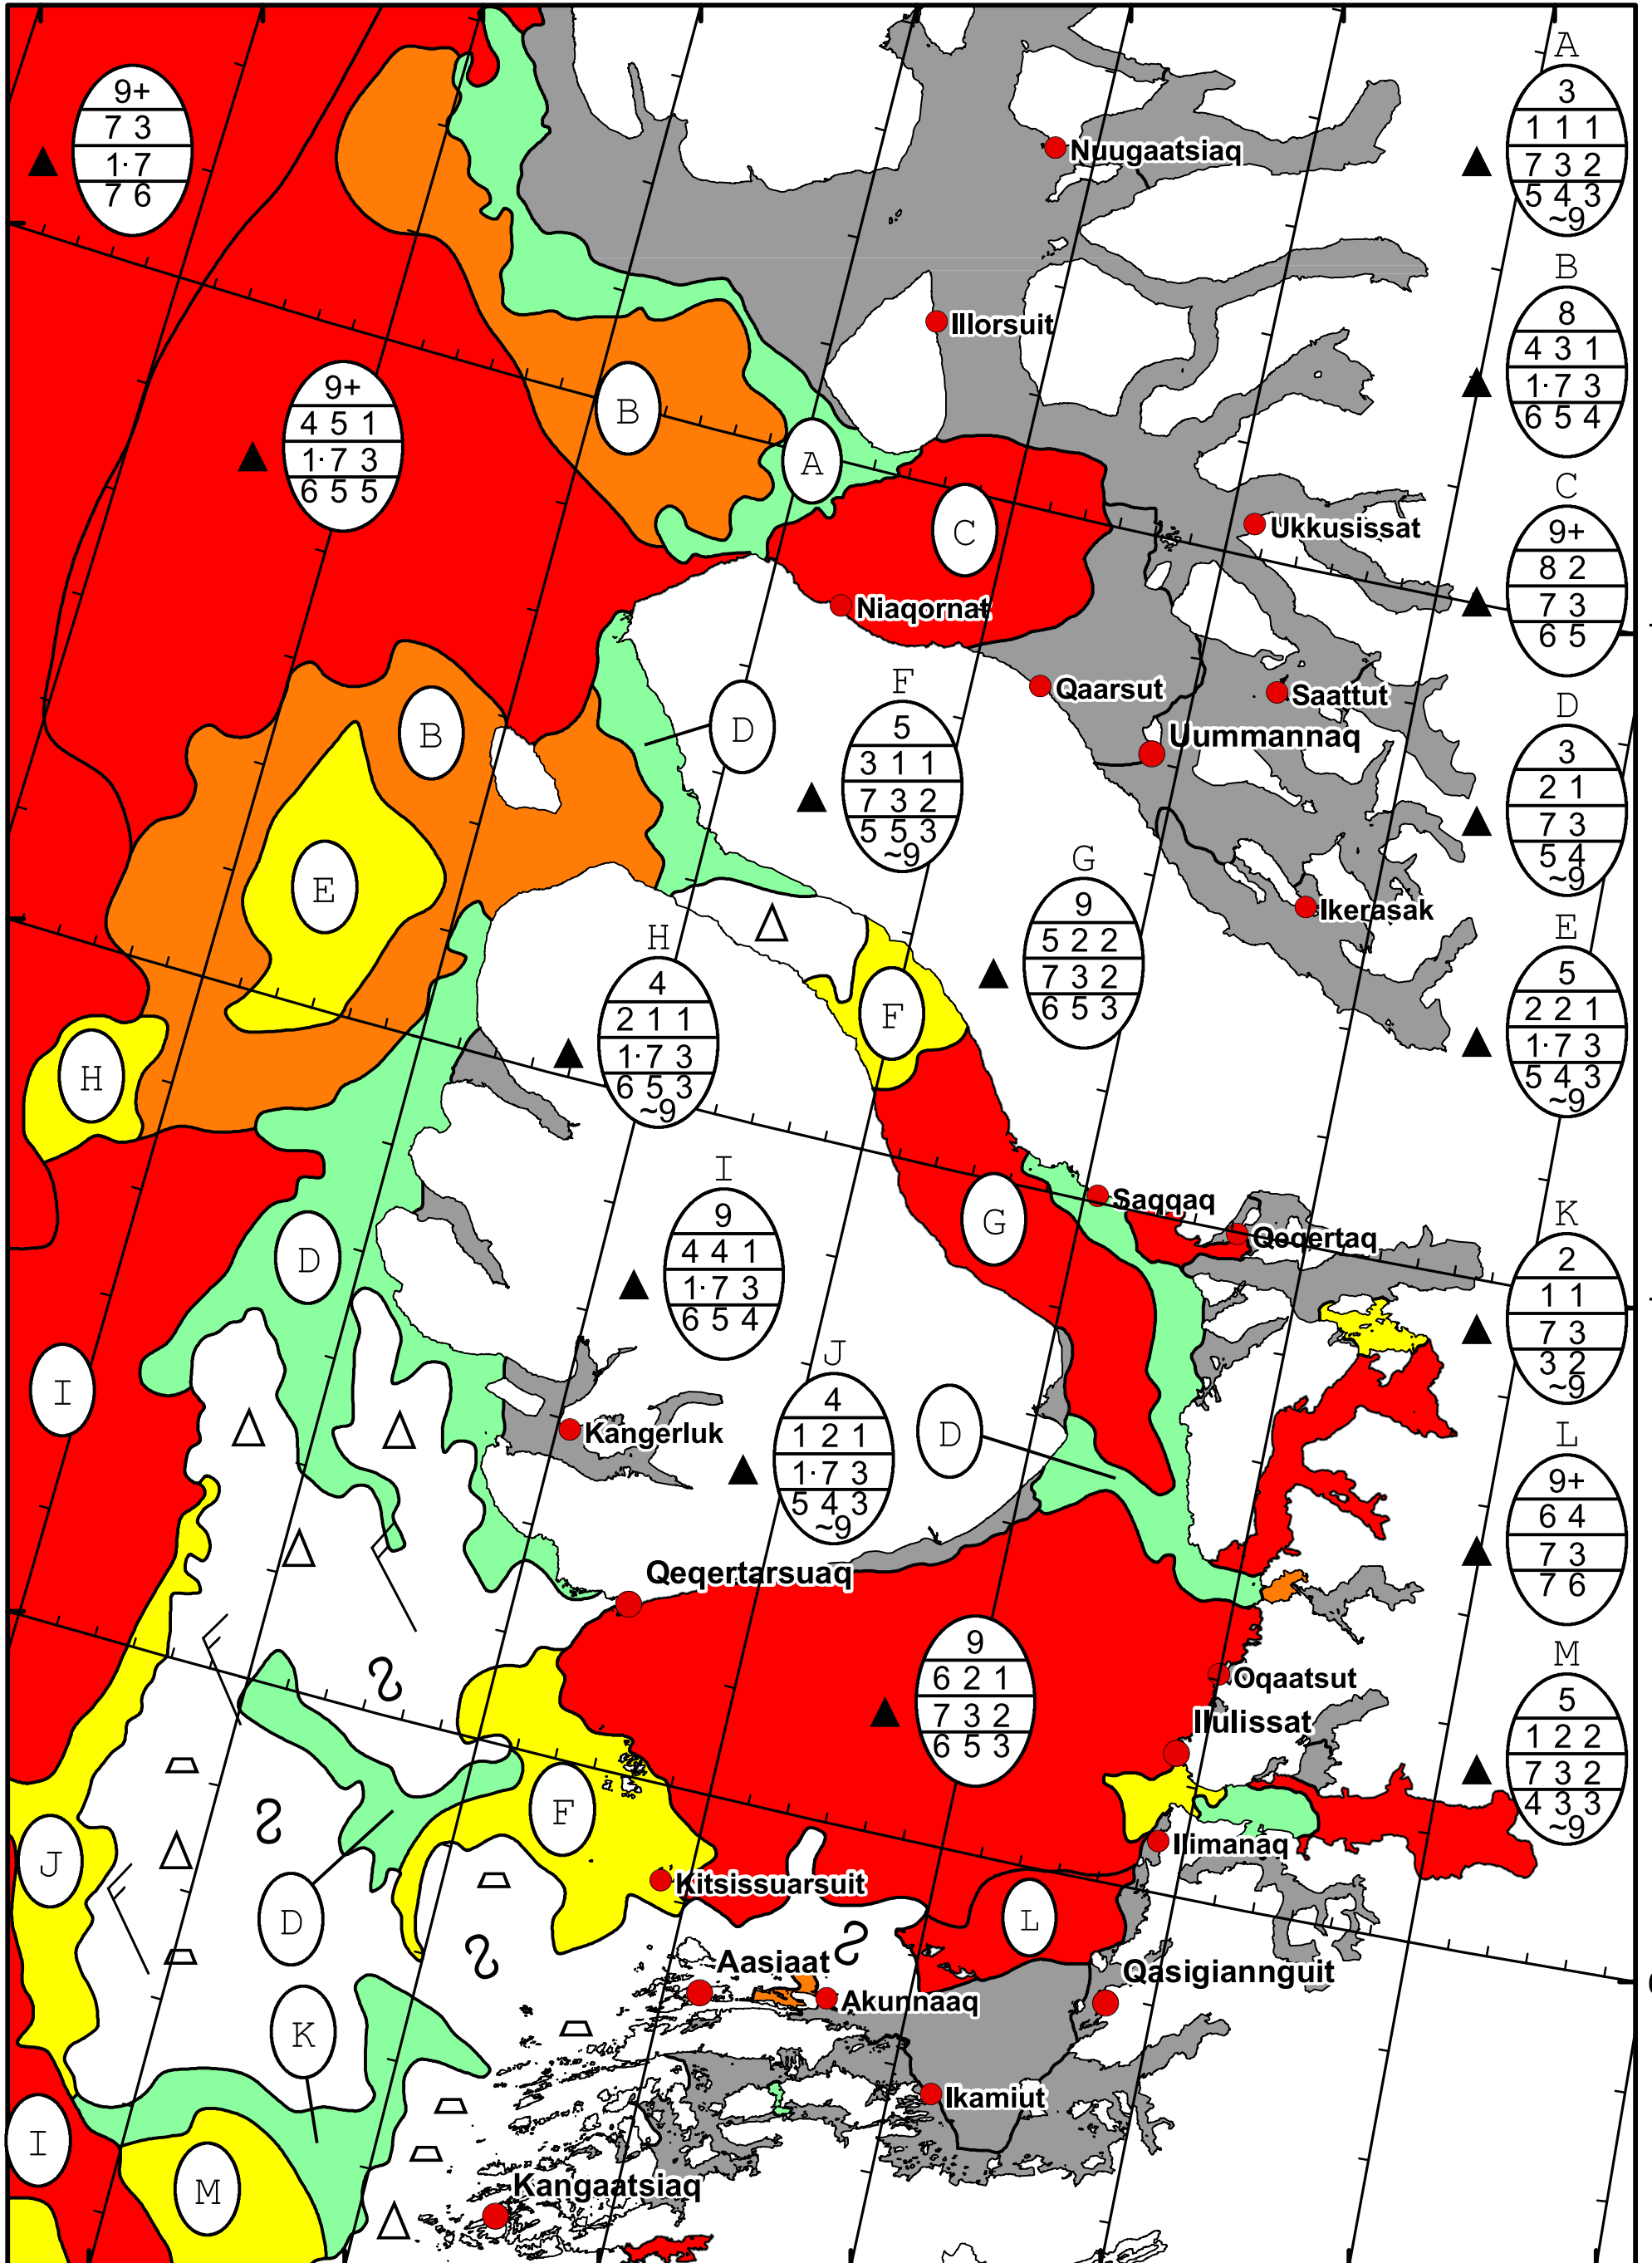 9+
7 3
1· 7
7 6
A
3
1 1 1
7 3 2
5 4 3
~9
Nuugaatsiaq
B
8
4 3 1
1· 7 3
6 5 4
Illorsuit
9+
4 5 1
1· 7 3
6 5 5
B
A
C
C
9+
8 2
7 3
6 5
Ukkusissat
Niaqornat
Qaarsut
Saattut
Uummannaq
F
5
3 1 1
7 3 2
5 5 3
~9
D
B
D
3
2 1
7 3
5 4
~9
E
G
9
5 2 2
7 3 2
6 5 3
Ikerasak
E
5
2 2 1
1· 7 3
5 4 3
~9
H
4
2 1 1
1· 7 3
6 5 3
~9
F
H
I
9
4 4 1
1· 7 3
6 5 4
G
Saqqaq
Qeqertaq
D
K
2
1 1
7 3
3 2
~9
I
J
4
1 2 1
1· 7 3
5 4 3
~9
D
Kangerluk
L
9+
6 4
7 3
7 6
Qeqertarsuaq
9
6 2 1
7 3 2
6 5 3
Oqaatsut
Ilulissat
M
5
1 2 2
7 3 2
4 3 3
~9
F
J
Ilimanaq
Kitsissuarsuit
D
L
Aasiaat
Akunnaaq
Qasigiannguit
K
Ikamiut
I
M
Kangaatsiaq